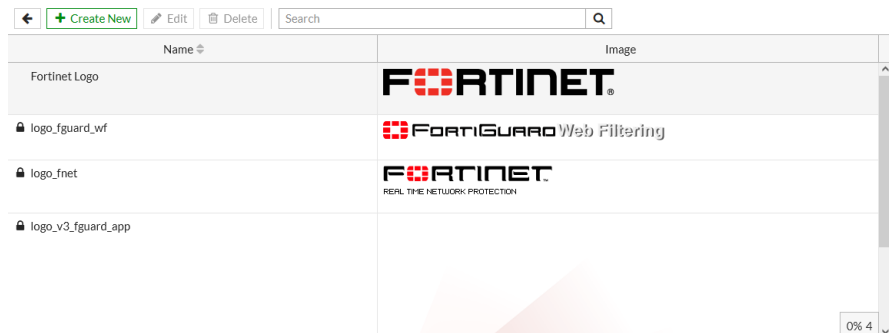 Create New Edit Delete Search
Name Image
Fortinet Logo FORTINET®
logo_fguard_wf FORTIGUARD Web Filtering
logo_fnet FORTINET™
REAL TIME NETWORK PROTECTION
logo_v3_fguard_app
0% 4